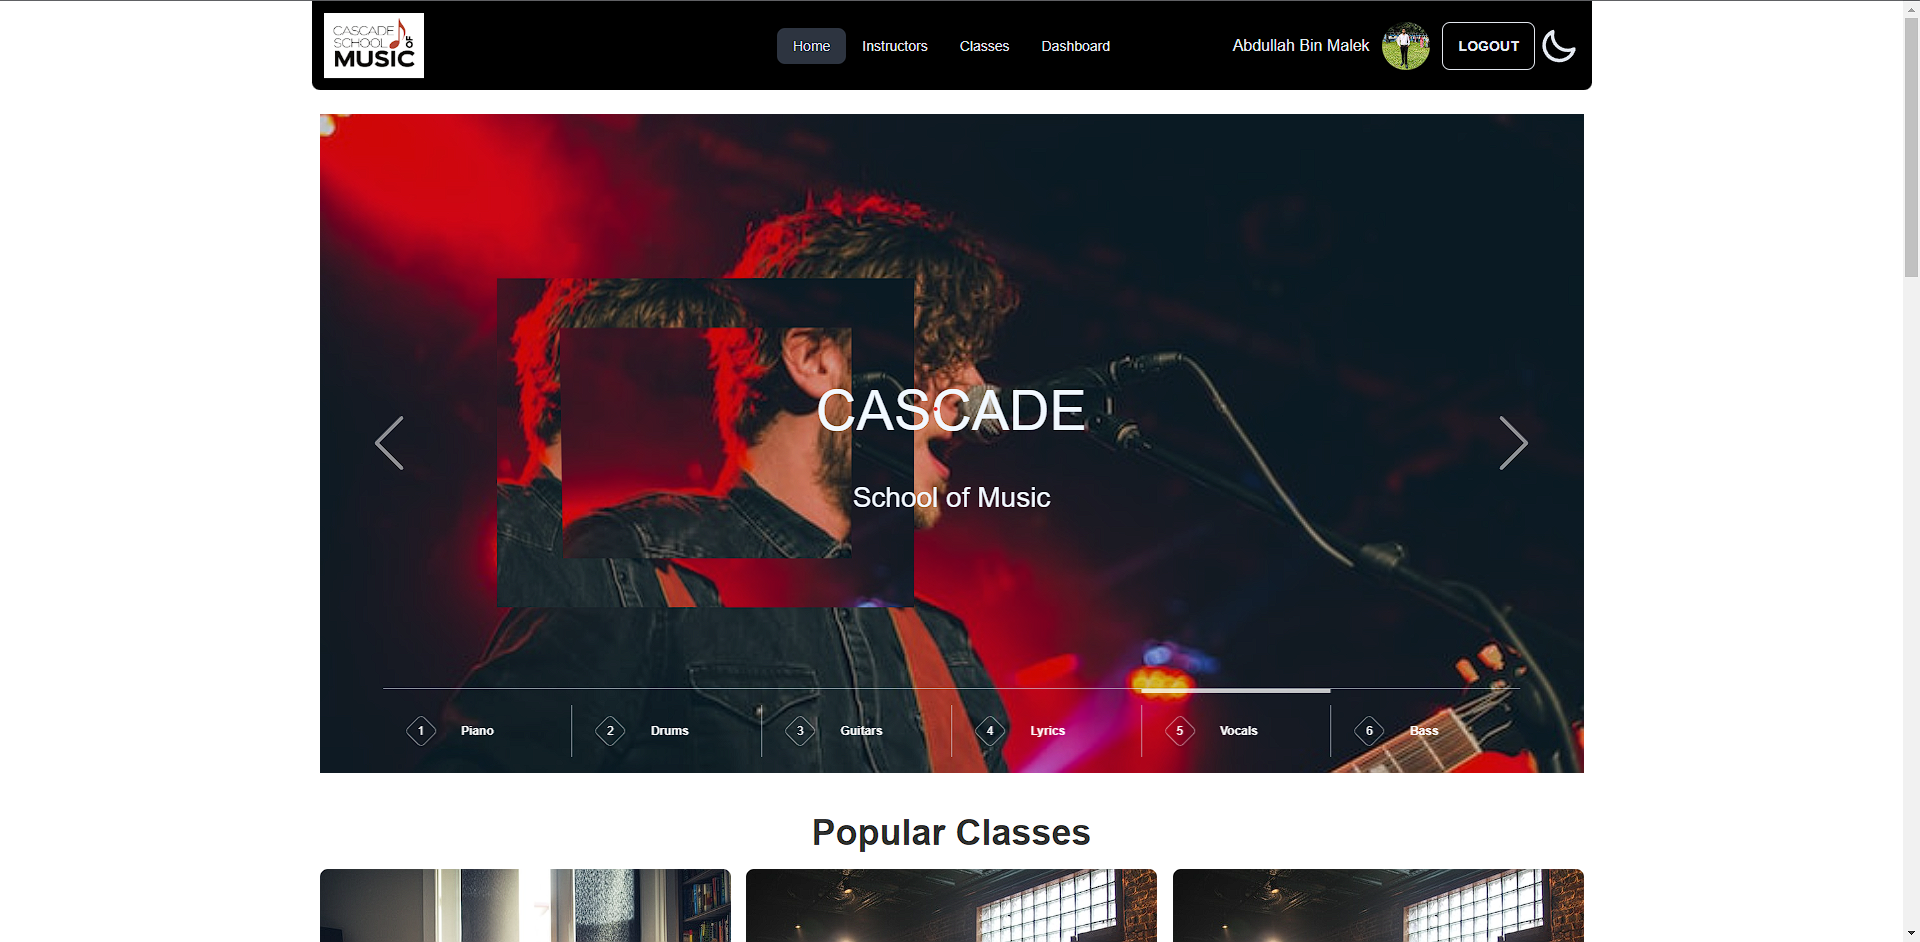 CASCADE
SCHOOL OF
MUSIC
Home
Instructors
Classes
Dashboard
Abdullah Bin Malek
LOGOUT
CASCADE
School of Music
1 Piano
2 Drums
3 Guitars
4 Lyrics
5 Vocals
6 Bass
Popular Classes